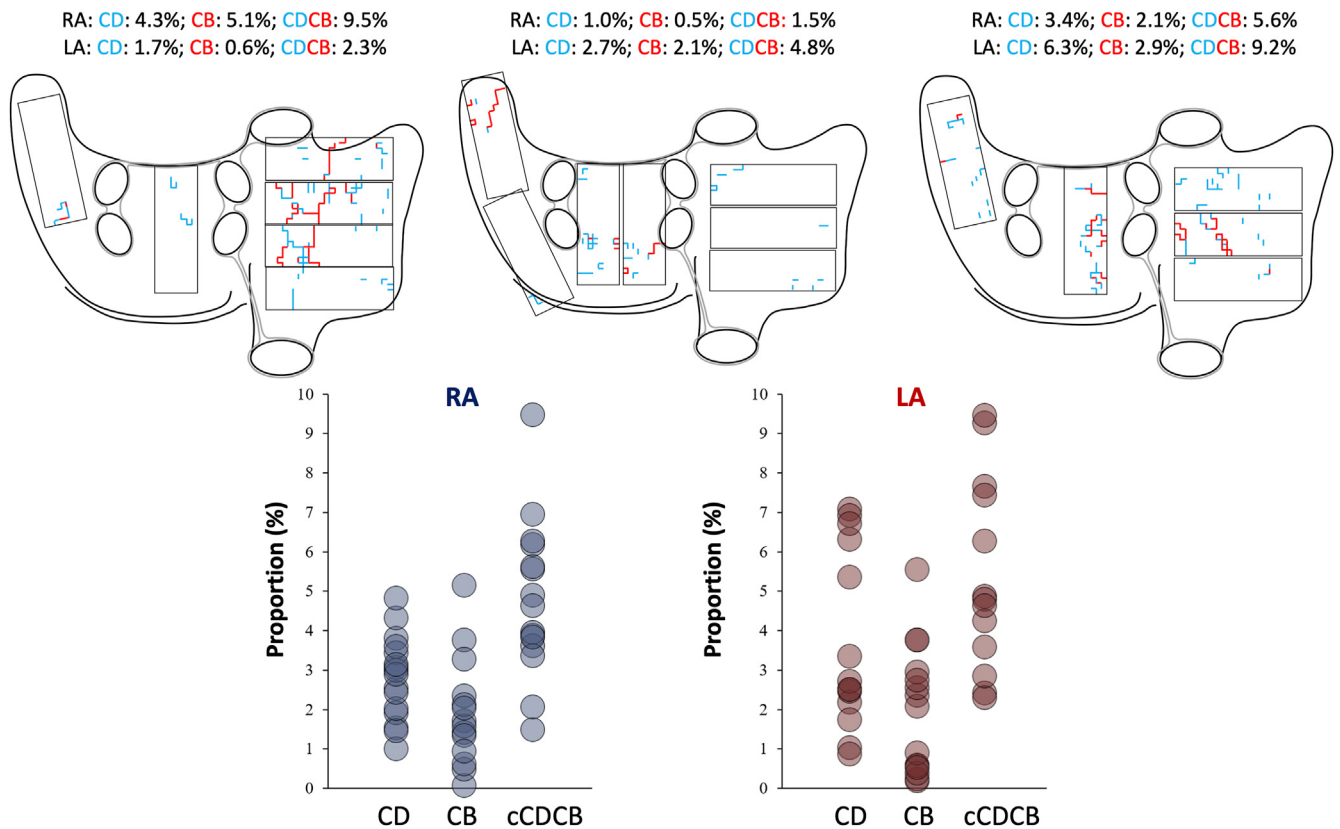 RA: CD: 4.3%; CB: 5.1%; CDCB: 9.5%
LA: CD: 1.7%; CB: 0.6%; CDCB: 2.3%
RA: CD: 1.0%; CB: 0.5%; CDCB: 1.5%
LA: CD: 2.7%; CB: 2.1%; CDCB: 4.8%
RA: CD: 3.4%; CB: 2.1%; CDCB: 5.6%
LA: CD: 6.3%; CB: 2.9%; CDCB: 9.2%
RA
Proportion (%)
10
9
8
7
6
5
4
3
2
1
0
CD CB cCDCB
LA
Proportion (%)
10
9
8
7
6
5
4
3
2
1
0
CD CB cCDCB